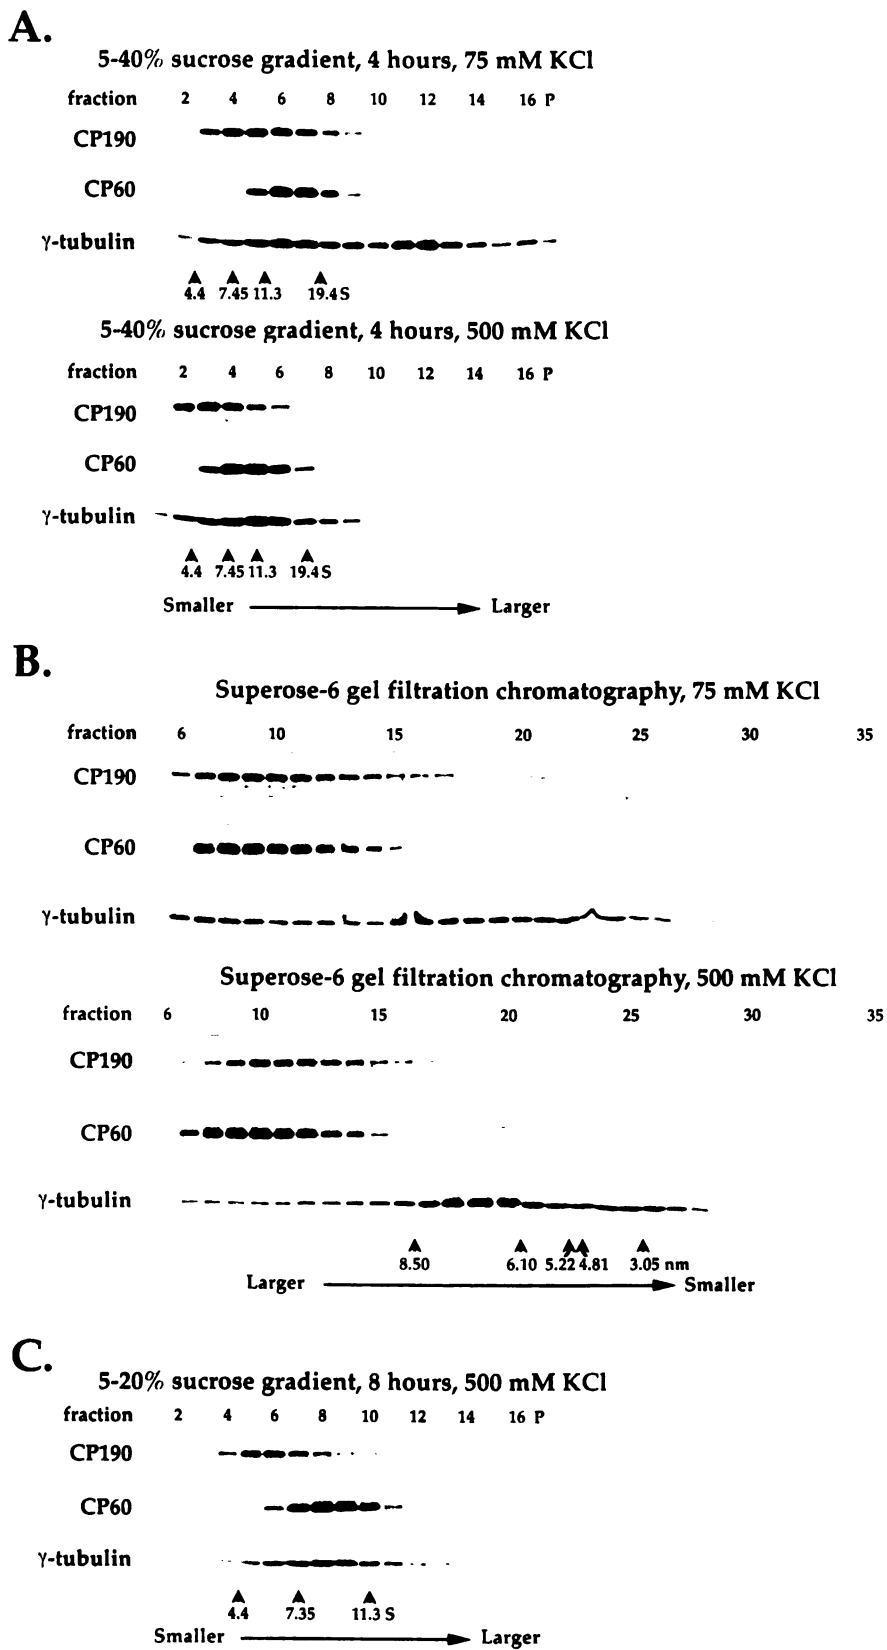 A.
5-40% sucrose gradient, 4 hours, 75 mM KCl
fraction 2 4 6 8 10 12 14 16 P
CP190
CP60
γ-tubulin
4.4 7.45 11.3 19.4 S
5-40% sucrose gradient, 4 hours, 500 mM KCl
fraction 2 4 6 8 10 12 14 16 P
CP190
CP60
γ-tubulin
4.4 7.45 11.3 19.4 S
Smaller Larger
B.
Superose-6 gel filtration chromatography, 75 mM KCl
fraction 6 10 15 20 25 30 35
CP190
CP60
γ-tubulin
Superose-6 gel filtration chromatography, 500 mM KCl
fraction 6 10 15 20 25 30 35
CP190
CP60
γ-tubulin
8.50 6.10 5.22 4.81 3.05 nm
Larger Smaller
C.
5-20% sucrose gradient, 8 hours, 500 mM KCl
fraction 2 4 6 8 10 12 14 16 P
CP190
CP60
γ-tubulin
4.4 7.35 11.3 S
Smaller Larger